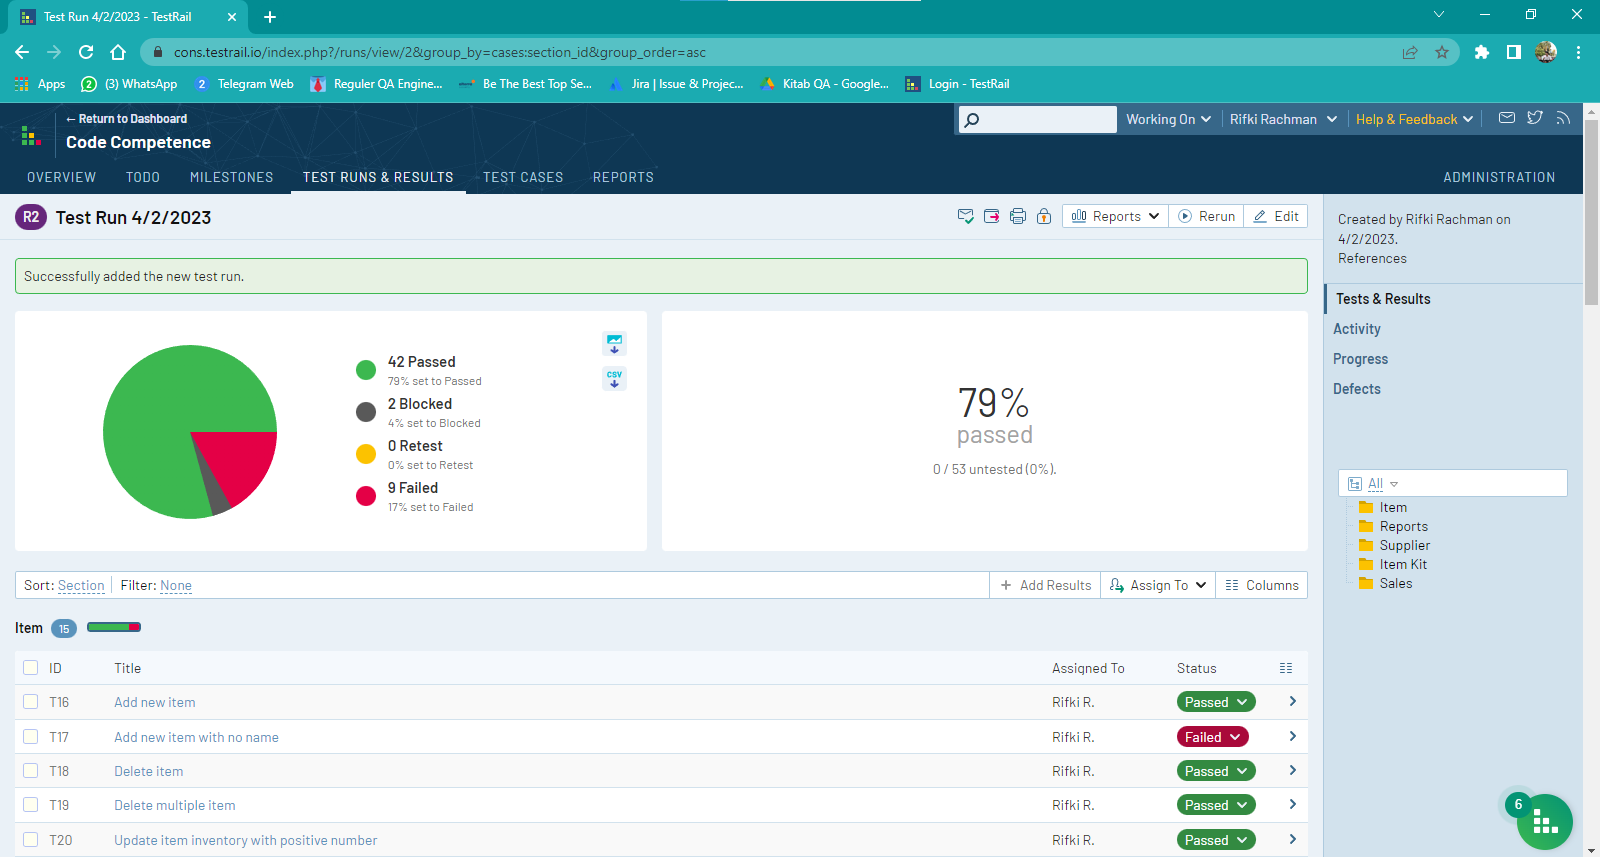 Test Run 4/2/2023 - TestRail
cons.testrail.io/index.php?/runs/view/2&group_by=cases:section_id&group_order=asc
Apps
2 (3) WhatsApp
2 Telegram Web
Reguler QA Engine...
Be The Best Top Se...
Jira | Issue & Projec...
Kitab QA - Google...
Login - TestRail
← Return to Dashboard
Code Competence
Working On
Rifki Rachman
Help & Feedback
OVERVIEW TODO MILESTONES TEST RUNS & RESULTS TEST CASES REPORTS ADMINISTRATION
R2 Test Run 4/2/2023
Reports Rerun Edit
Successfully added the new test run.
42 Passed
79% set to Passed
2 Blocked
4% set to Blocked
0 Retest
0% set to Retest
9 Failed
17% set to Failed
CSV
79%
passed
0 / 53 untested (0%).
Sort: Section Filter: None
+ Add Results Assign To Columns
Item 15
ID Title Assigned To Status
T16 Add new item Rifki R. Passed
T17 Add new item with no name Rifki R. Failed
T18 Delete item Rifki R. Passed
T19 Delete multiple item Rifki R. Passed
T20 Update item inventory with positive number Rifki R. Passed
Created by Rifki Rachman on
4/2/2023.
References
Tests & Results
Activity
Progress
Defects
All
Item
Reports
Supplier
Item Kit
Sales
6